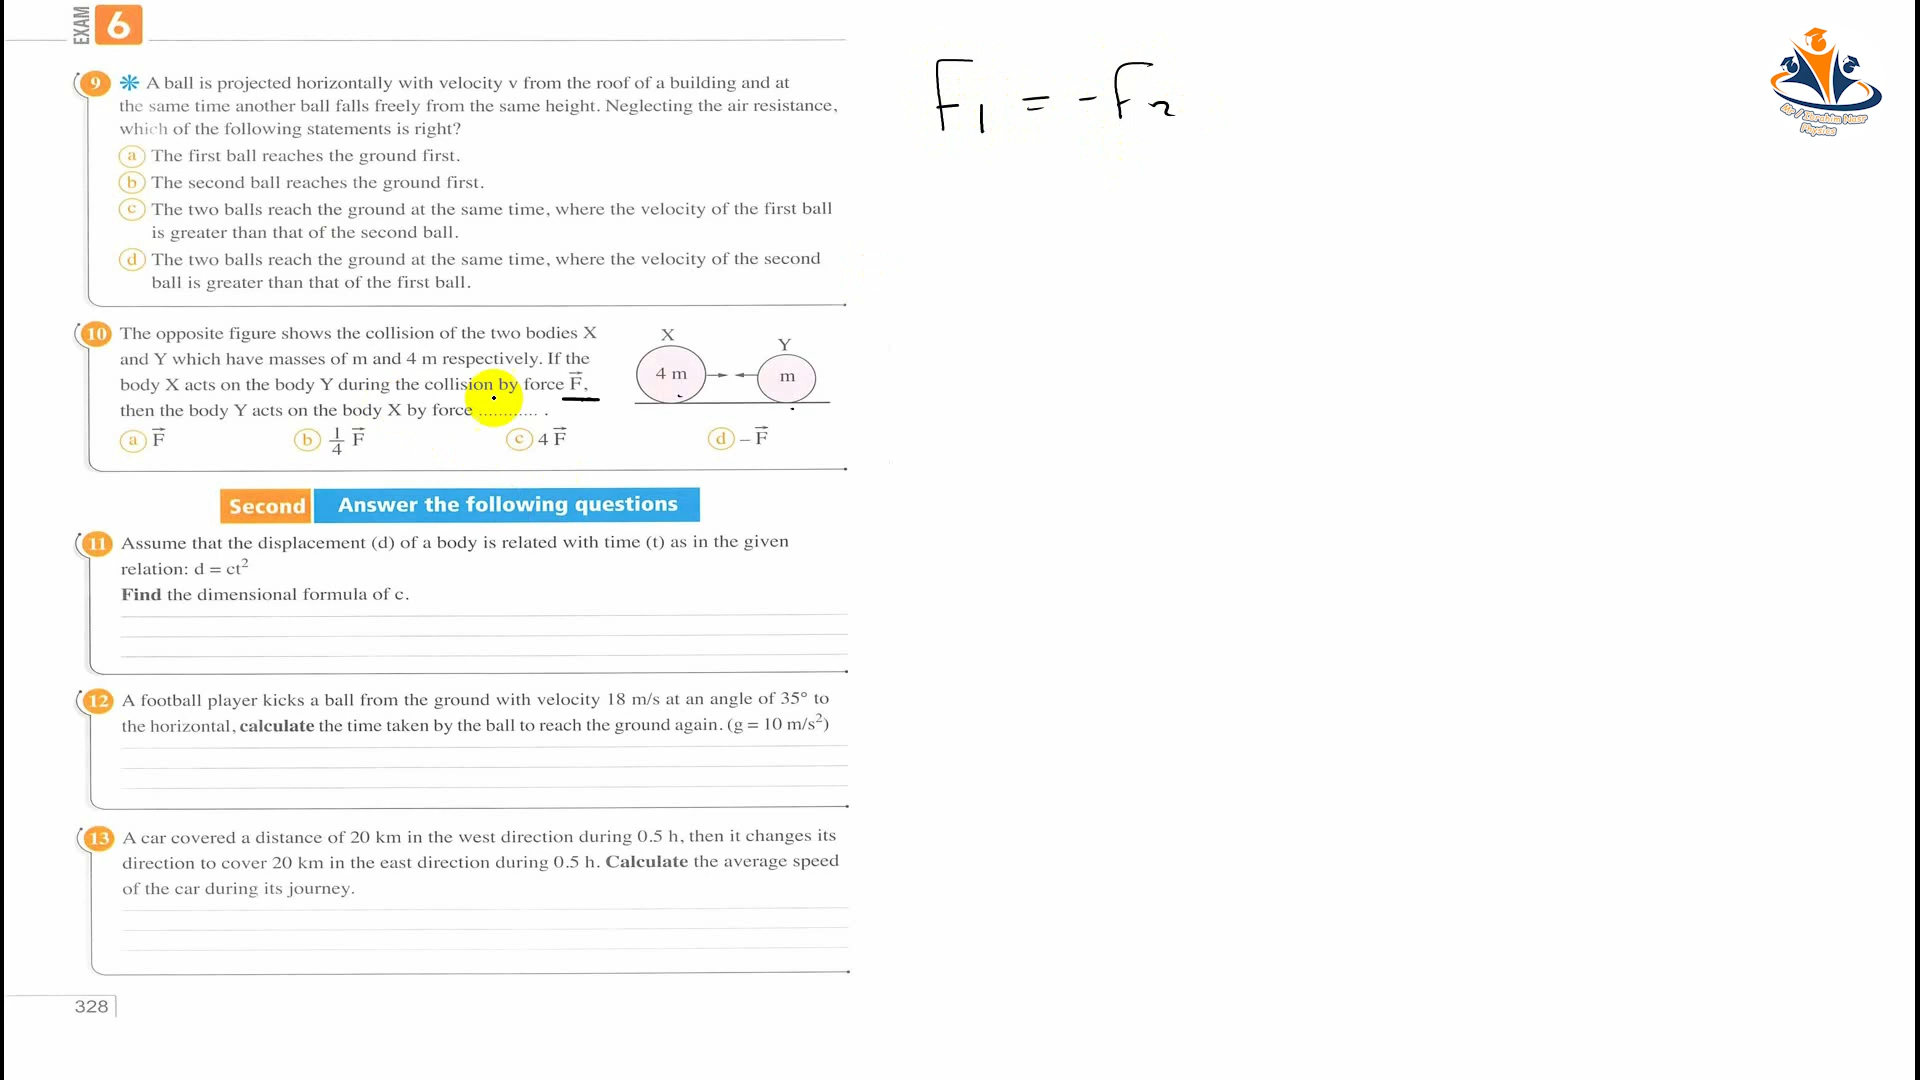 EXAM 6
9 * A ball is projected horizontally with velocity v from the roof of a building and at
the same time another ball falls freely from the same height. Neglecting the air resistance,
which of the following statements is right?
a The first ball reaches the ground first.
b The second ball reaches the ground first.
c The two balls reach the ground at the same time, where the velocity of the first ball
is greater than that of the second ball.
d The two balls reach the ground at the same time, where the velocity of the second
ball is greater than that of the first ball.
10 The opposite figure shows the collision of the two bodies X
and Y which have masses of m and 4 m respectively. If the
body X acts on the body Y during the collision by force F⃗,
then the body Y acts on the body X by force ............ .
X
Y
4 m
m
a F⃗ b 1/4 F⃗ c 4 F⃗ d – F⃗
Second Answer the following questions
11 Assume that the displacement (d) of a body is related with time (t) as in the given
relation: d = ct²
Find the dimensional formula of c.
12 A football player kicks a ball from the ground with velocity 18 m/s at an angle of 35° to
the horizontal, calculate the time taken by the ball to reach the ground again. (g = 10 m/s²)
13 A car covered a distance of 20 km in the west direction during 0.5 h, then it changes its
direction to cover 20 km in the east direction during 0.5 h. Calculate the average speed
of the car during its journey.
328
F₁ = -F₂
Mr / Ibrahim Nasr
Physics